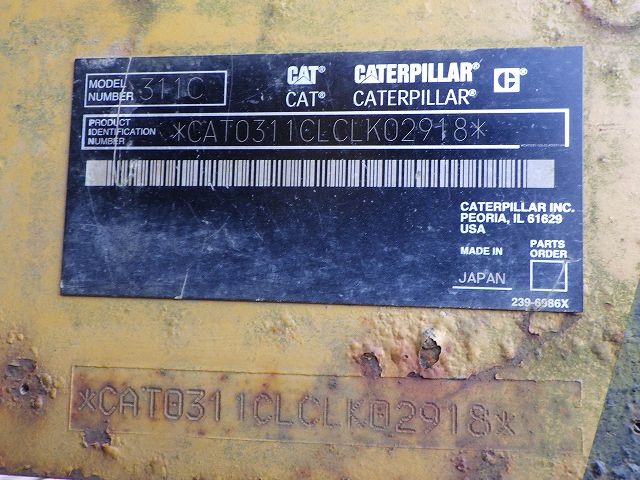 MODEL NUMBER 311C
CAT® CATERPILLAR® C
CAT® CATERPILLAR®
PRODUCT IDENTIFICATION NUMBER *CAT0311CLCLK02918*
CATERPILLAR INC.
PEORIA, IL 61629
USA
MADE IN
JAPAN
PARTS ORDER
239-6986X
*CAT0311CLCLK02918*